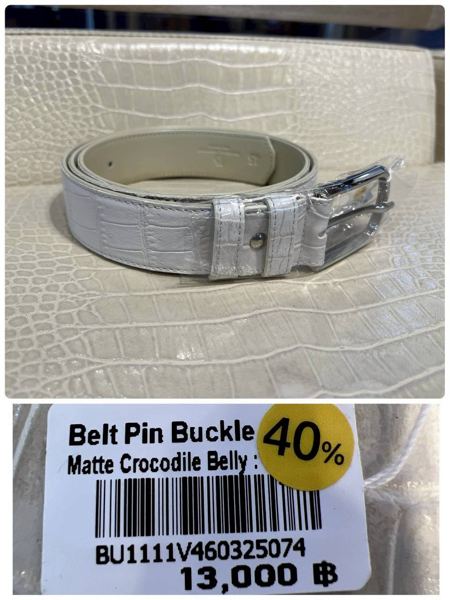 Belt Pin Buckle
40%
Matte Crocodile Belly :
BU1111V460325074
13,000 ฿